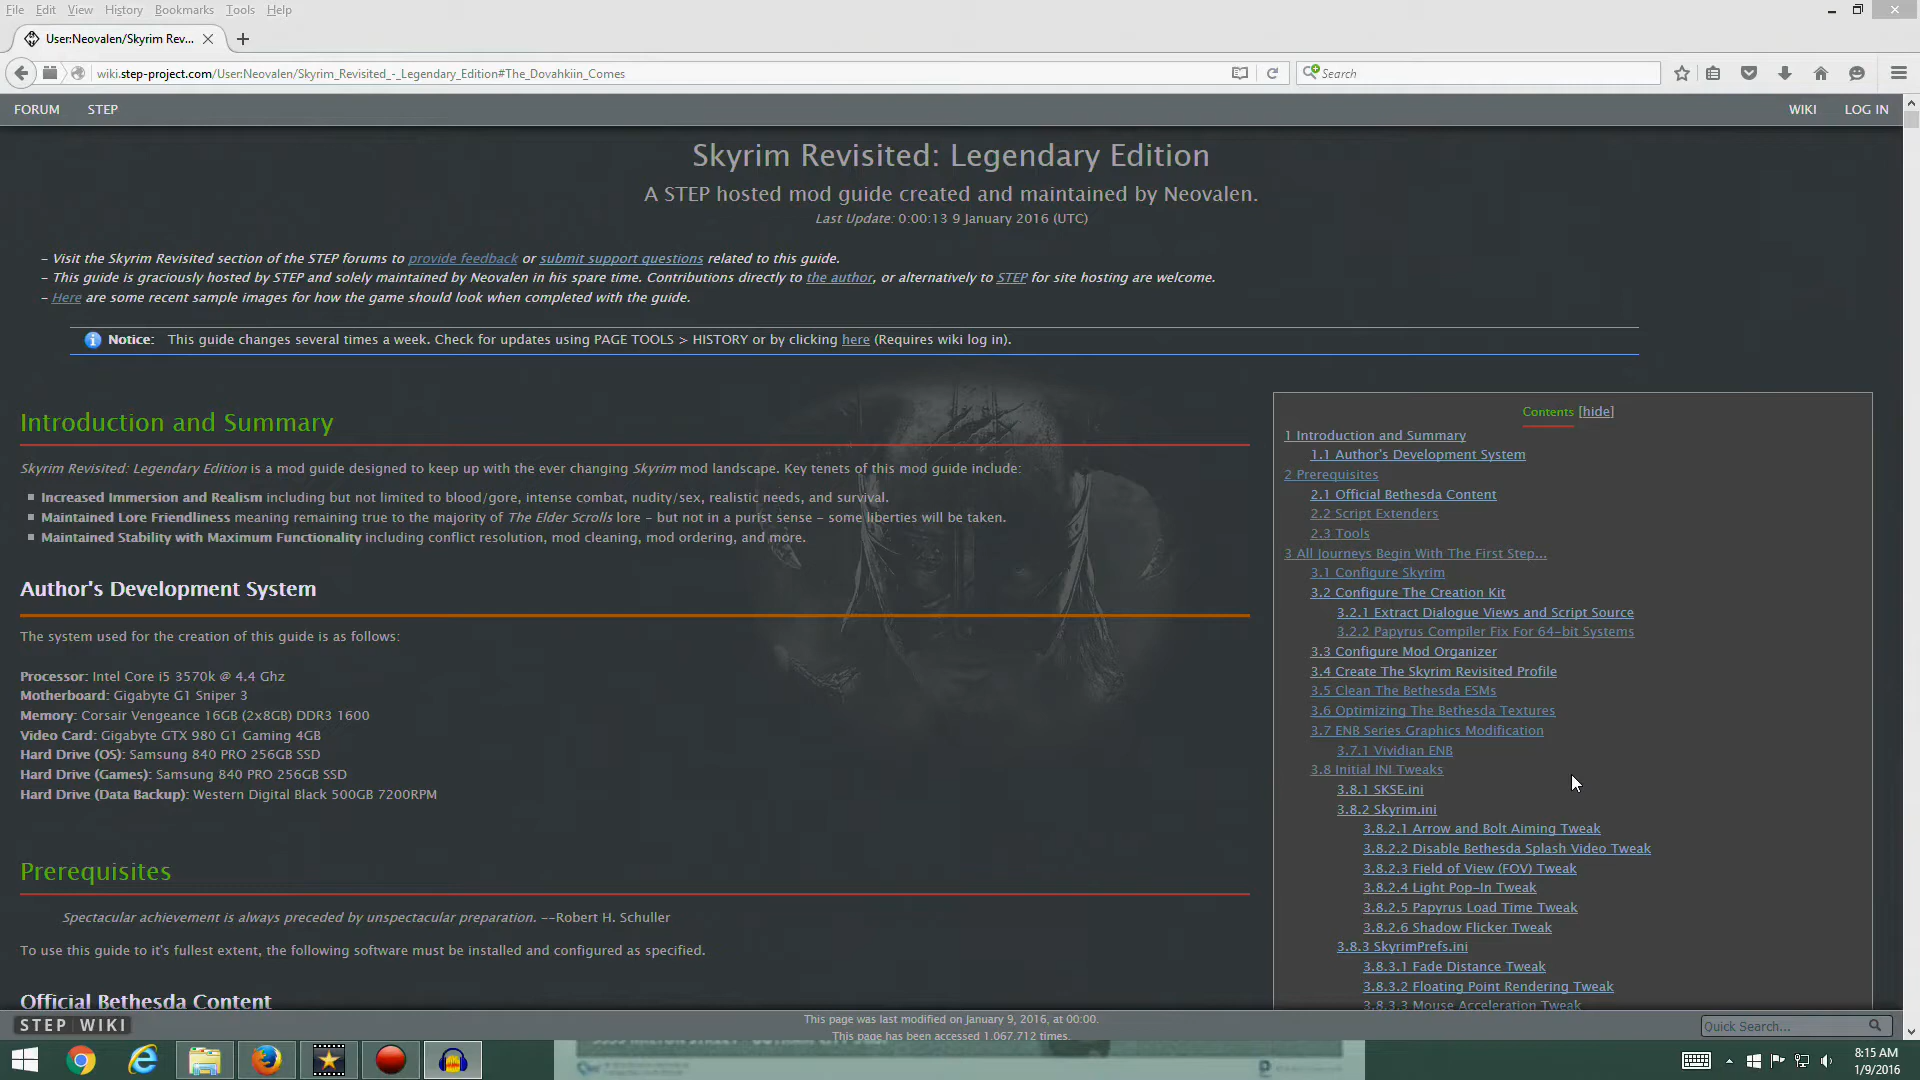 File Edit View History Bookmarks Tools Help
User:Neovalen/Skyrim Rev...
wiki.step-project.com/User:Neovalen/Skyrim_Revisited_-_Legendary_Edition#The_Dovahkiin_Comes
Search
FORUM STEP WIKI LOG IN
Skyrim Revisited: Legendary Edition
A STEP hosted mod guide created and maintained by Neovalen.
Last Update: 0:00:13 9 January 2016 (UTC)
– Visit the Skyrim Revisited section of the STEP forums to provide feedback or submit support questions related to this guide.
– This guide is graciously hosted by STEP and solely maintained by Neovalen in his spare time. Contributions directly to the author, or alternatively to STEP for site hosting are welcome.
– Here are some recent sample images for how the game should look when completed with the guide.
Notice: This guide changes several times a week. Check for updates using PAGE TOOLS > HISTORY or by clicking here (Requires wiki log in).
Introduction and Summary
Skyrim Revisited: Legendary Edition is a mod guide designed to keep up with the ever changing Skyrim mod landscape. Key tenets of this mod guide include:
Increased Immersion and Realism including but not limited to blood/gore, intense combat, nudity/sex, realistic needs, and survival.
Maintained Lore Friendliness meaning remaining true to the majority of The Elder Scrolls lore – but not in a purist sense – some liberties will be taken.
Maintained Stability with Maximum Functionality including conflict resolution, mod cleaning, mod ordering, and more.
Author's Development System
The system used for the creation of this guide is as follows:
Processor: Intel Core i5 3570k @ 4.4 Ghz
Motherboard: Gigabyte G1 Sniper 3
Memory: Corsair Vengeance 16GB (2x8GB) DDR3 1600
Video Card: Gigabyte GTX 980 G1 Gaming 4GB
Hard Drive (OS): Samsung 840 PRO 256GB SSD
Hard Drive (Games): Samsung 840 PRO 256GB SSD
Hard Drive (Data Backup): Western Digital Black 500GB 7200RPM
Prerequisites
Spectacular achievement is always preceded by unspectacular preparation. --Robert H. Schuller
To use this guide to it's fullest extent, the following software must be installed and configured as specified.
Official Bethesda Content
Contents [hide]
1 Introduction and Summary
1.1 Author's Development System
2 Prerequisites
2.1 Official Bethesda Content
2.2 Script Extenders
2.3 Tools
3 All Journeys Begin With The First Step...
3.1 Configure Skyrim
3.2 Configure The Creation Kit
3.2.1 Extract Dialogue Views and Script Source
3.2.2 Papyrus Compiler Fix For 64-bit Systems
3.3 Configure Mod Organizer
3.4 Create The Skyrim Revisited Profile
3.5 Clean The Bethesda ESMs
3.6 Optimizing The Bethesda Textures
3.7 ENB Series Graphics Modification
3.7.1 Vividian ENB
3.8 Initial INI Tweaks
3.8.1 SKSE.ini
3.8.2 Skyrim.ini
3.8.2.1 Arrow and Bolt Aiming Tweak
3.8.2.2 Disable Bethesda Splash Video Tweak
3.8.2.3 Field of View (FOV) Tweak
3.8.2.4 Light Pop-In Tweak
3.8.2.5 Papyrus Load Time Tweak
3.8.2.6 Shadow Flicker Tweak
3.8.3 SkyrimPrefs.ini
3.8.3.1 Fade Distance Tweak
3.8.3.2 Floating Point Rendering Tweak
3.8.3.3 Mouse Acceleration Tweak
STEP WIKI
This page was last modified on January 9, 2016, at 00:00.
This page has been accessed 1,067,712 times.
Quick Search...
8:15 AM
1/9/2016